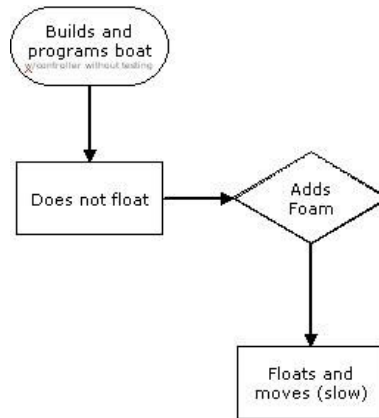 Builds and
programs boat
w/controller without testing
X
Does not float
Adds
Foam
Floats and
moves (slow)